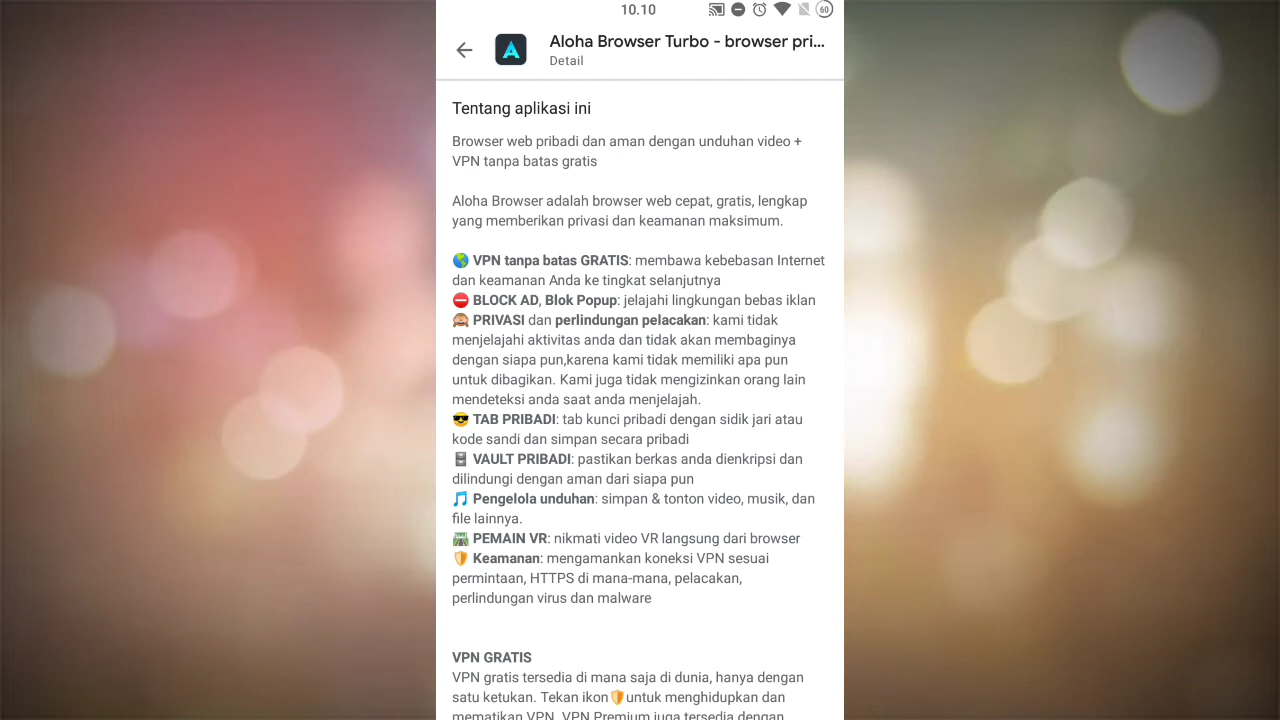 10.10
60
Aloha Browser Turbo - browser pri...
Detail
Tentang aplikasi ini
Browser web pribadi dan aman dengan unduhan video +
VPN tanpa batas gratis
Aloha Browser adalah browser web cepat, gratis, lengkap
yang memberikan privasi dan keamanan maksimum.
🌎 VPN tanpa batas GRATIS: membawa kebebasan Internet
dan keamanan Anda ke tingkat selanjutnya
⛔ BLOCK AD, Blok Popup: jelajahi lingkungan bebas iklan
🙈 PRIVASI dan perlindungan pelacakan: kami tidak
menjelajahi aktivitas anda dan tidak akan membaginya
dengan siapa pun,karena kami tidak memiliki apa pun
untuk dibagikan. Kami juga tidak mengizinkan orang lain
mendeteksi anda saat anda menjelajah.
😎 TAB PRIBADI: tab kunci pribadi dengan sidik jari atau
kode sandi dan simpan secara pribadi
🗄 VAULT PRIBADI: pastikan berkas anda dienkripsi dan
dilindungi dengan aman dari siapa pun
🎵 Pengelola unduhan: simpan & tonton video, musik, dan
file lainnya.
🛣 PEMAIN VR: nikmati video VR langsung dari browser
🛡 Keamanan: mengamankan koneksi VPN sesuai
permintaan, HTTPS di mana-mana, pelacakan,
perlindungan virus dan malware
VPN GRATIS
VPN gratis tersedia di mana saja di dunia, hanya dengan
satu ketukan. Tekan ikon🛡untuk menghidupkan dan
mematikan VPN. VPN Premium juga tersedia dengan